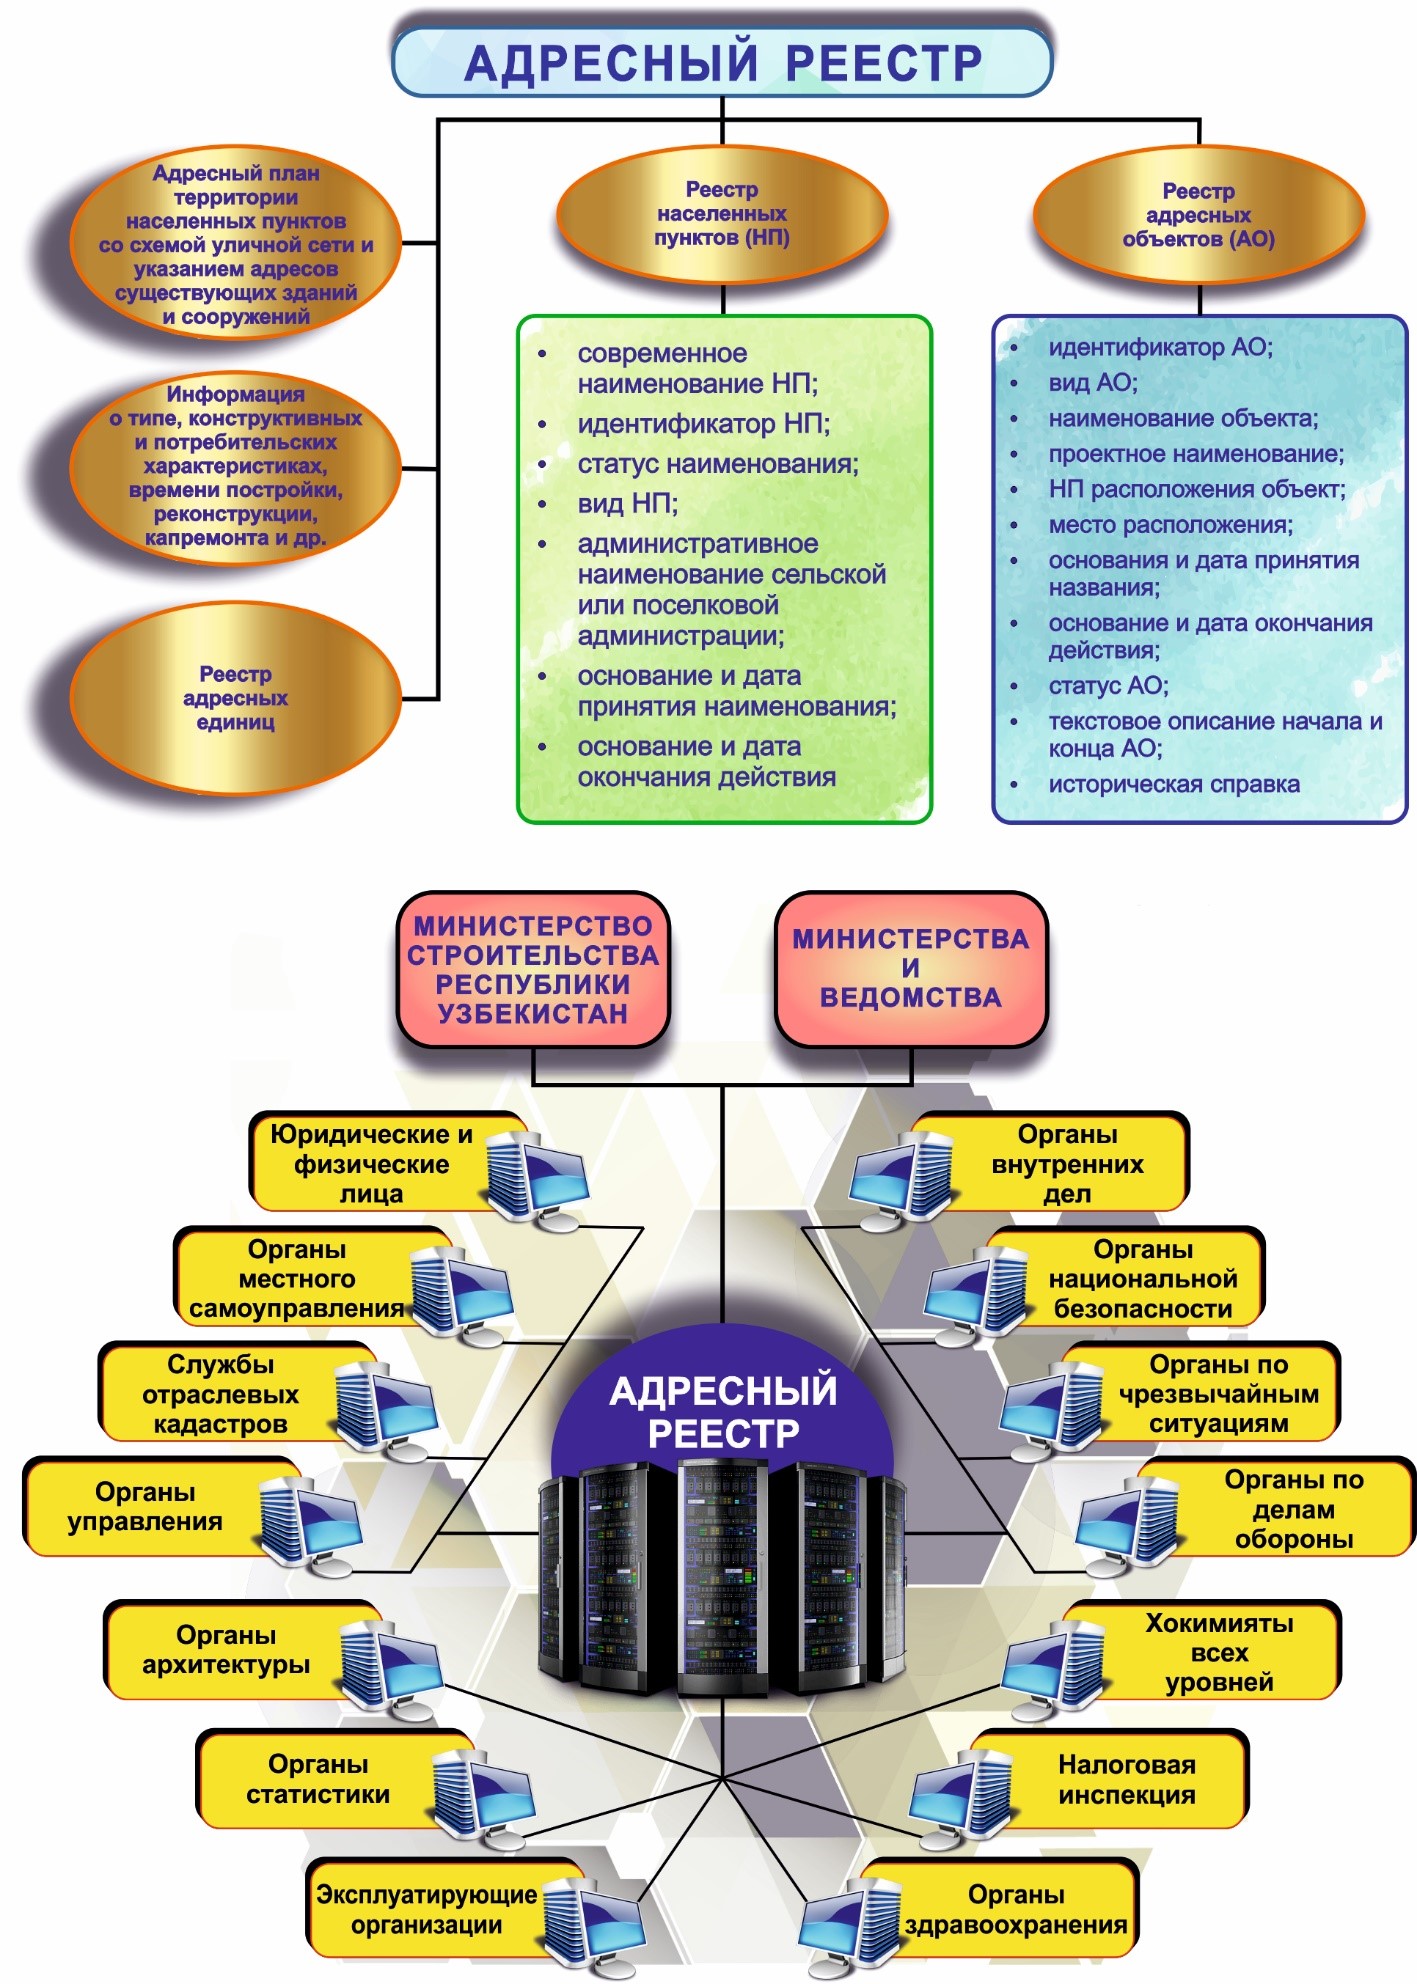 АДРЕСНЫЙ РЕЕСТР
Адресный план
территории
населенных пунктов
со схемой уличной сети и
указанием адресов
существующих зданий
и сооружений
Информация
о типе, конструктивных
и потребительских
характеристиках,
времени постройки,
реконструкции,
капремонта и др.
Реестр
адресных
единиц
Реестр
населенных
пунктов (НП)
• современное
наименование НП;
• идентификатор НП;
• статус наименования;
• вид НП;
• административное
наименование сельской
или поселковой
администрации;
• основание и дата
принятия наименования;
• основание и дата
окончания действия
Реестр
адресных
объектов (АО)
• идентификатор АО;
• вид АО;
• наименование объекта;
• проектное наименование;
• НП расположения объект;
• место расположения;
• основания и дата принятия
названия;
• основание и дата окончания
действия;
• статус АО;
• текстовое описание начала и
конца АО;
• историческая справка
МИНИСТЕРСТВО
СТРОИТЕЛЬСТВА
РЕСПУБЛИКИ
УЗБЕКИСТАН
МИНИСТЕРСТВА
И
ВЕДОМСТВА
Юридические и
физические
лица
Органы
местного
самоуправления
Службы
отраслевых
кадастров
Органы
управления
Органы
внутренних
дел
Органы
национальной
безопасности
Органы по
чрезвычайным
ситуациям
Органы по
делам
обороны
АДРЕСНЫЙ
РЕЕСТР
Органы
архитектуры
Органы
статистики
Эксплуатирующие
организации
Хокимияты
всех
уровней
Налоговая
инспекция
Органы
здравоохранения